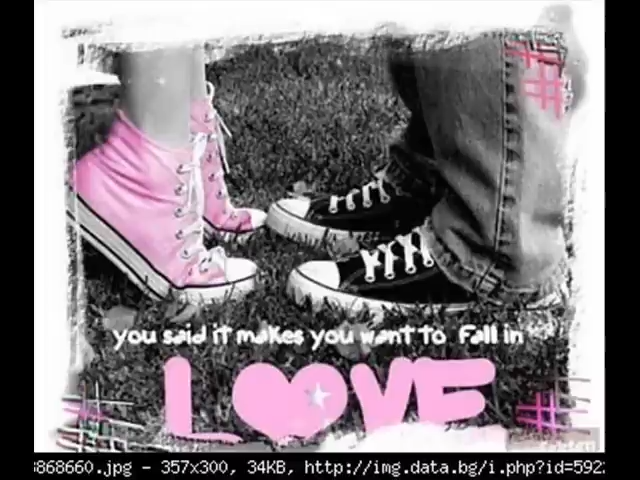 you said it makes you want to Fall in
LOVE
3868660.jpg - 357x300, 34KB, http://img.data.bg/i.php?id=592